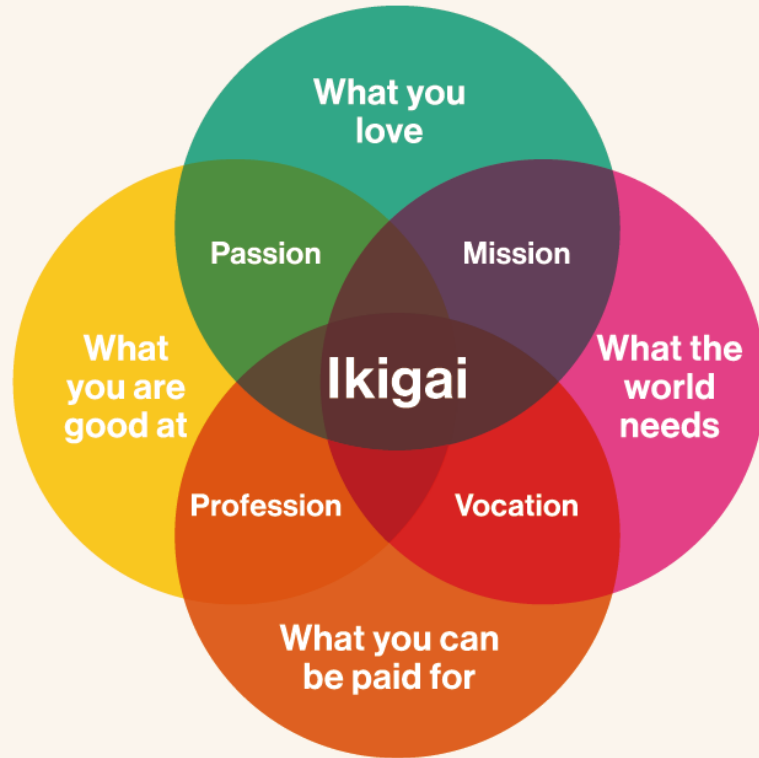 What you
love
Passion
Mission
What
you are
good at
Ikigai
What the
world
needs
Profession
Vocation
What you can
be paid for